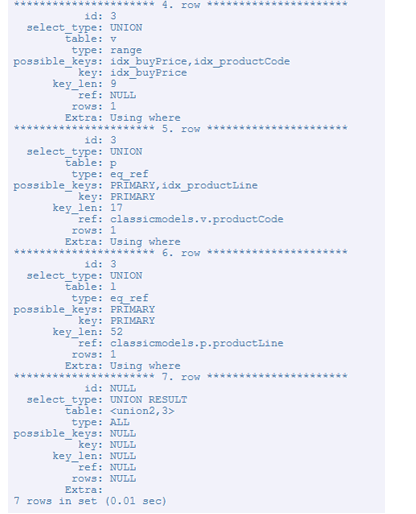 *********************** 4. row ***********************
id: 3
select_type: UNION
table: v
type: range
possible_keys: idx_buyPrice,idx_productCode
key: idx_buyPrice
key_len: 9
ref: NULL
rows: 1
Extra: Using where
*********************** 5. row ***********************
id: 3
select_type: UNION
table: p
type: eq_ref
possible_keys: PRIMARY,idx_productLine
key: PRIMARY
key_len: 17
ref: classicmodels.v.productCode
rows: 1
Extra: Using where
*********************** 6. row ***********************
id: 3
select_type: UNION
table: l
type: eq_ref
possible_keys: PRIMARY
key: PRIMARY
key_len: 52
ref: classicmodels.p.productLine
rows: 1
Extra: Using where
*********************** 7. row ***********************
id: NULL
select_type: UNION RESULT
table: <union2,3>
type: ALL
possible_keys: NULL
key: NULL
key_len: NULL
ref: NULL
rows: NULL
Extra:
7 rows in set (0.01 sec)